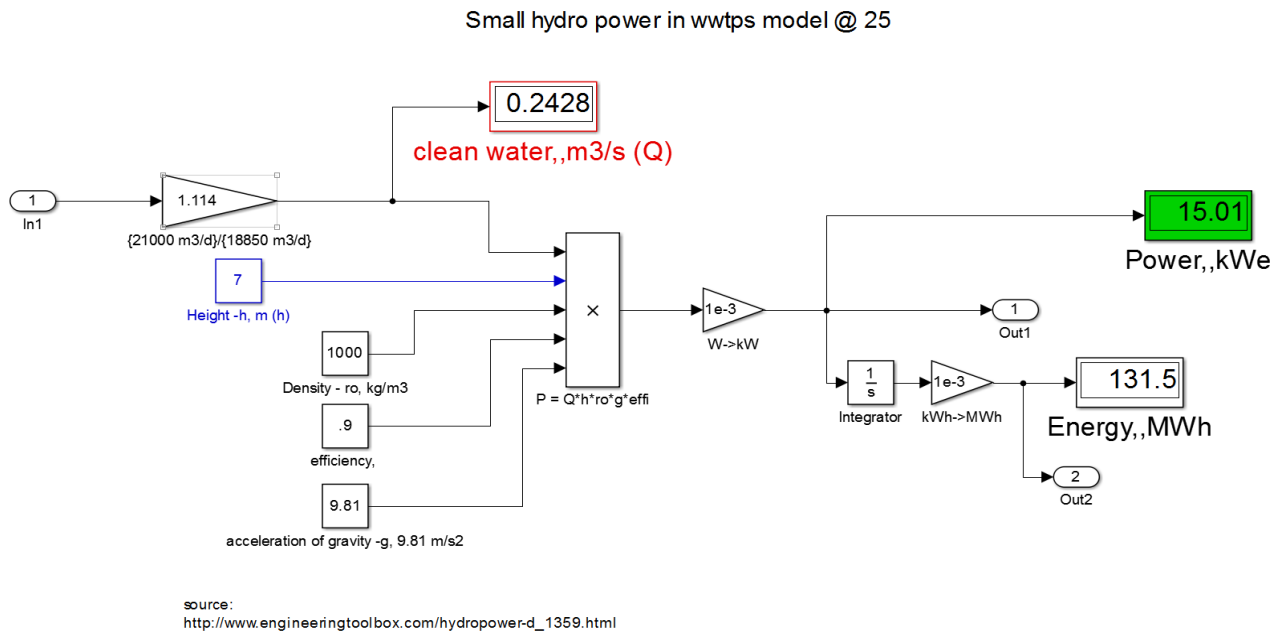 Small hydro power in wwtps model @ 25
0.2428
clean water,,m3/s (Q)
1
In1
1.114
{21000 m3/d}/{18850 m3/d}
7
Height -h, m (h)
1000
Density - ro, kg/m3
.9
efficiency,
9.81
acceleration of gravity -g, 9.81 m/s2
×
P = Q*h*ro*g*effi
1e-3
W->kW
15.01
Power,,kWe
1
Out1
1
s
Integrator
1e-3
kWh->MWh
131.5
Energy,,MWh
2
Out2
source:
http://www.engineeringtoolbox.com/hydropower-d_1359.html